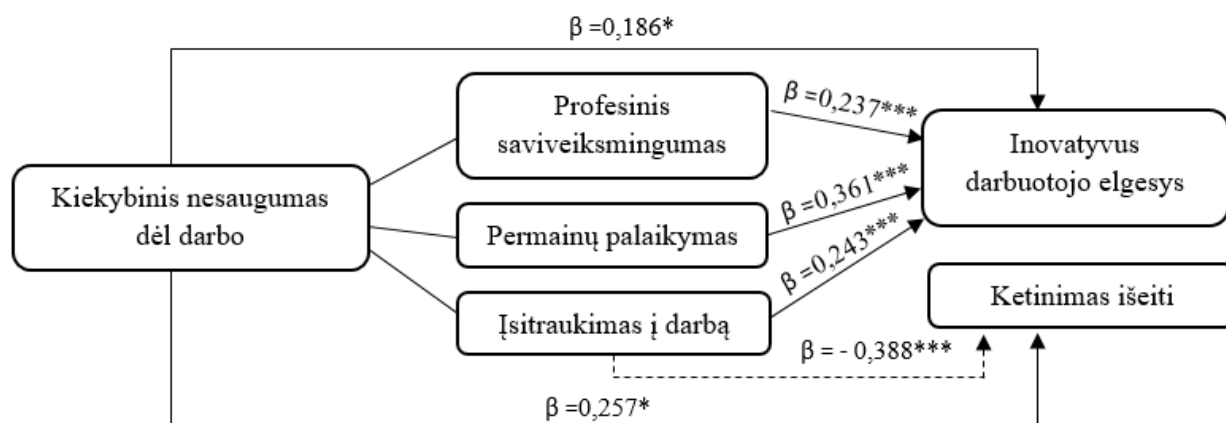 β =0,186*
Profesinis
saviveiksmingumas
β =0,237***
Inovatyvus
darbuotojo elgesys
Kiekybinis nesaugumas
dėl darbo
Permainų palaikymas
β =0,361***
β =0,243***
Įsitraukimas į darbą
Ketinimas išeiti
β = - 0,388***
β =0,257*